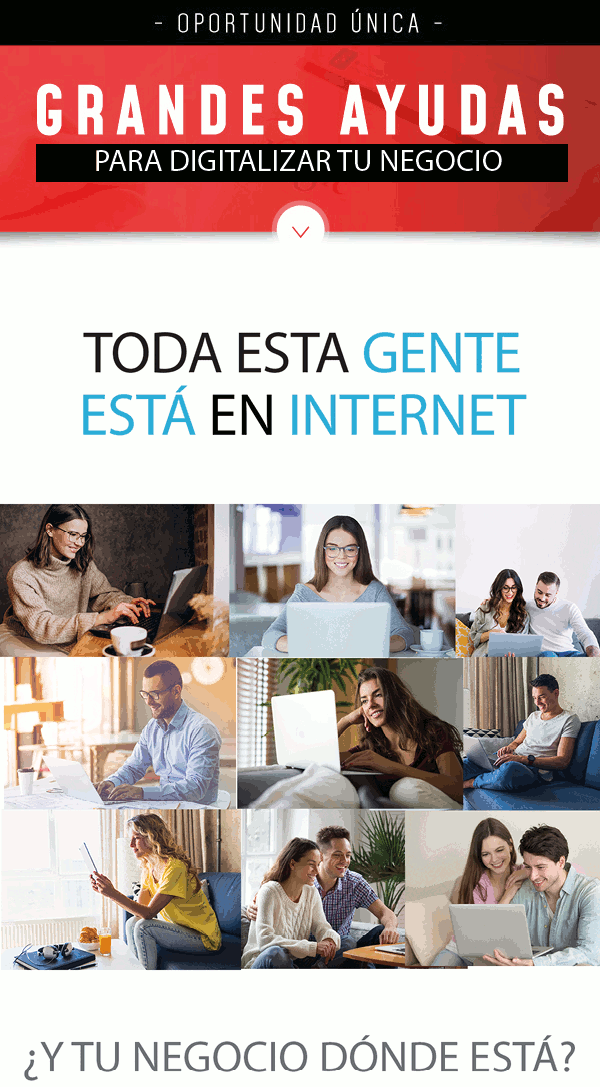 - OPORTUNIDAD ÚNICA -
GRANDES AYUDAS
PARA DIGITALIZAR TU NEGOCIO
TODA ESTA GENTE
ESTÁ EN INTERNET
¿Y TU NEGOCIO DÓNDE ESTÁ?